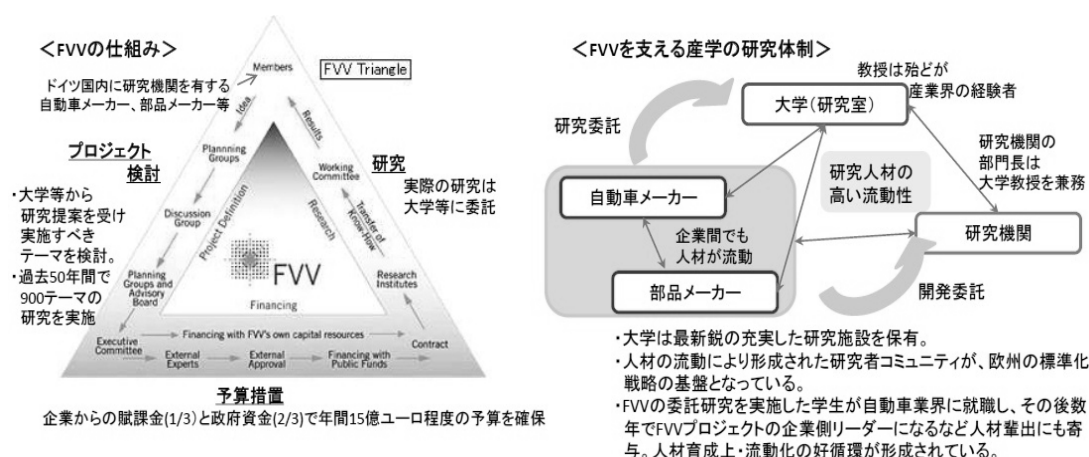 <FVVの仕組み>
FVV Triangle
Members
ドイツ国内に研究機関を有する
自動車メーカー、部品メーカー等
Idea
Plannning
Groups
Discussion
Group
Planning
Groups and
Advisory
Board
Executive
Committee
Results
Working
Committee
Transfer of
Know-How
Research
Institutes
Contract
Project Definition
Research
Financing
FVV
Financing with FVV's own capital resources
External
Experts
External
Approval
Financing with
Public Funds
プロジェクト
検討
・大学等から
研究提案を受け
実施すべき
テーマを検討。
・過去50年間で
900テーマの
研究を実施
研究
実際の研究は
大学等に委託
予算措置
企業からの賦課金(1/3)と政府資金(2/3)で年間15億ユーロ程度の予算を確保
<FVVを支える産学の研究体制>
教授は殆どが
産業界の経験者
大学(研究室)
研究委託
研究機関の
部門長は
大学教授を兼務
研究人材の
高い流動性
自動車メーカー
企業間でも
人材が流動
部品メーカー
研究機関
開発委託
・大学は最新鋭の充実した研究施設を保有。
・人材の流動により形成された研究者コミュニティが、欧州の標準化
戦略の基盤となっている。
・FVVの委託研究を実施した学生が自動車業界に就職し、その後数
年でFVVプロジェクトの企業側リーダーになるなど人材輩出にも寄
与。人材育成上・流動化の好循環が形成されている。